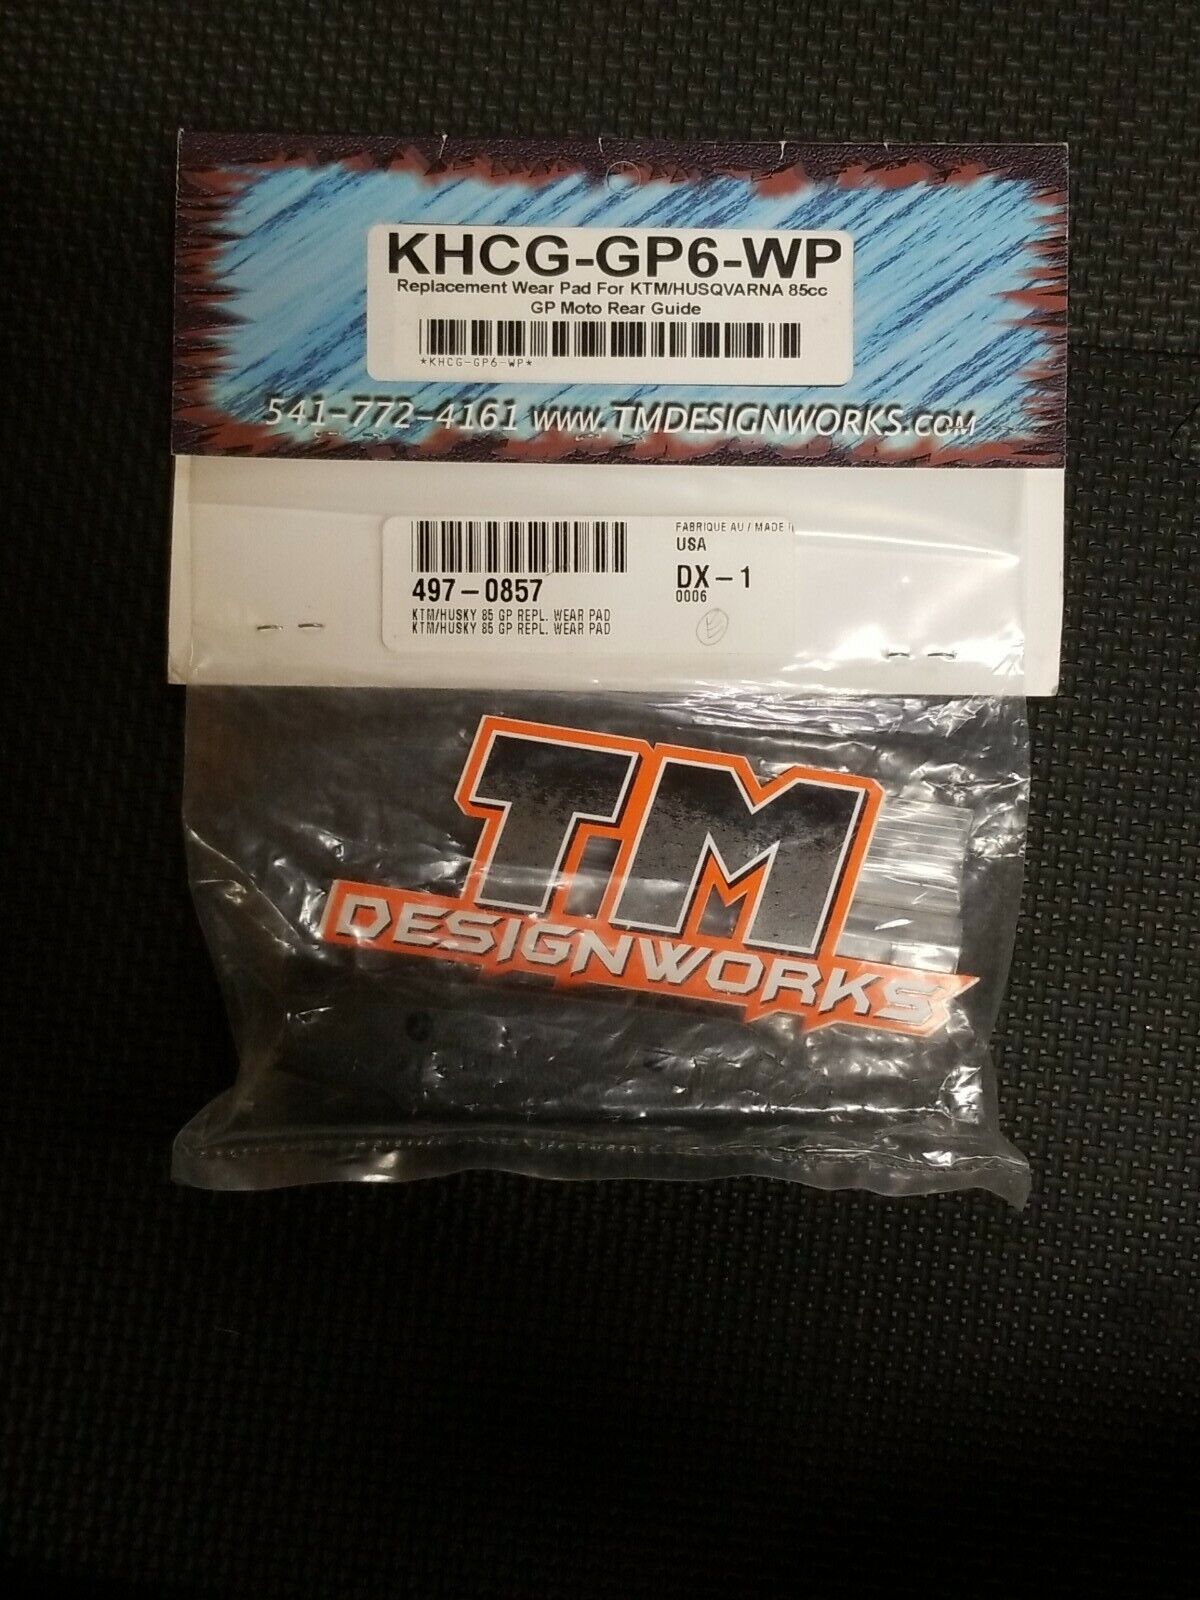 KHCG-GP6-WP
Replacement Wear Pad For KTM/HUSQVARNA 85cc
GP Moto Rear Guide
*KHCG-GP6-WP*
541-772-4161 www.TMDESIGNWORKS.com
FABRIQUE AU / MADE I
USA
497-0857
DX-1
0006
KTM/HUSKY 85 GP REPL. WEAR PAD
KTM/HUSKY 85 GP REPL. WEAR PAD
TM
DESIGNWORKS